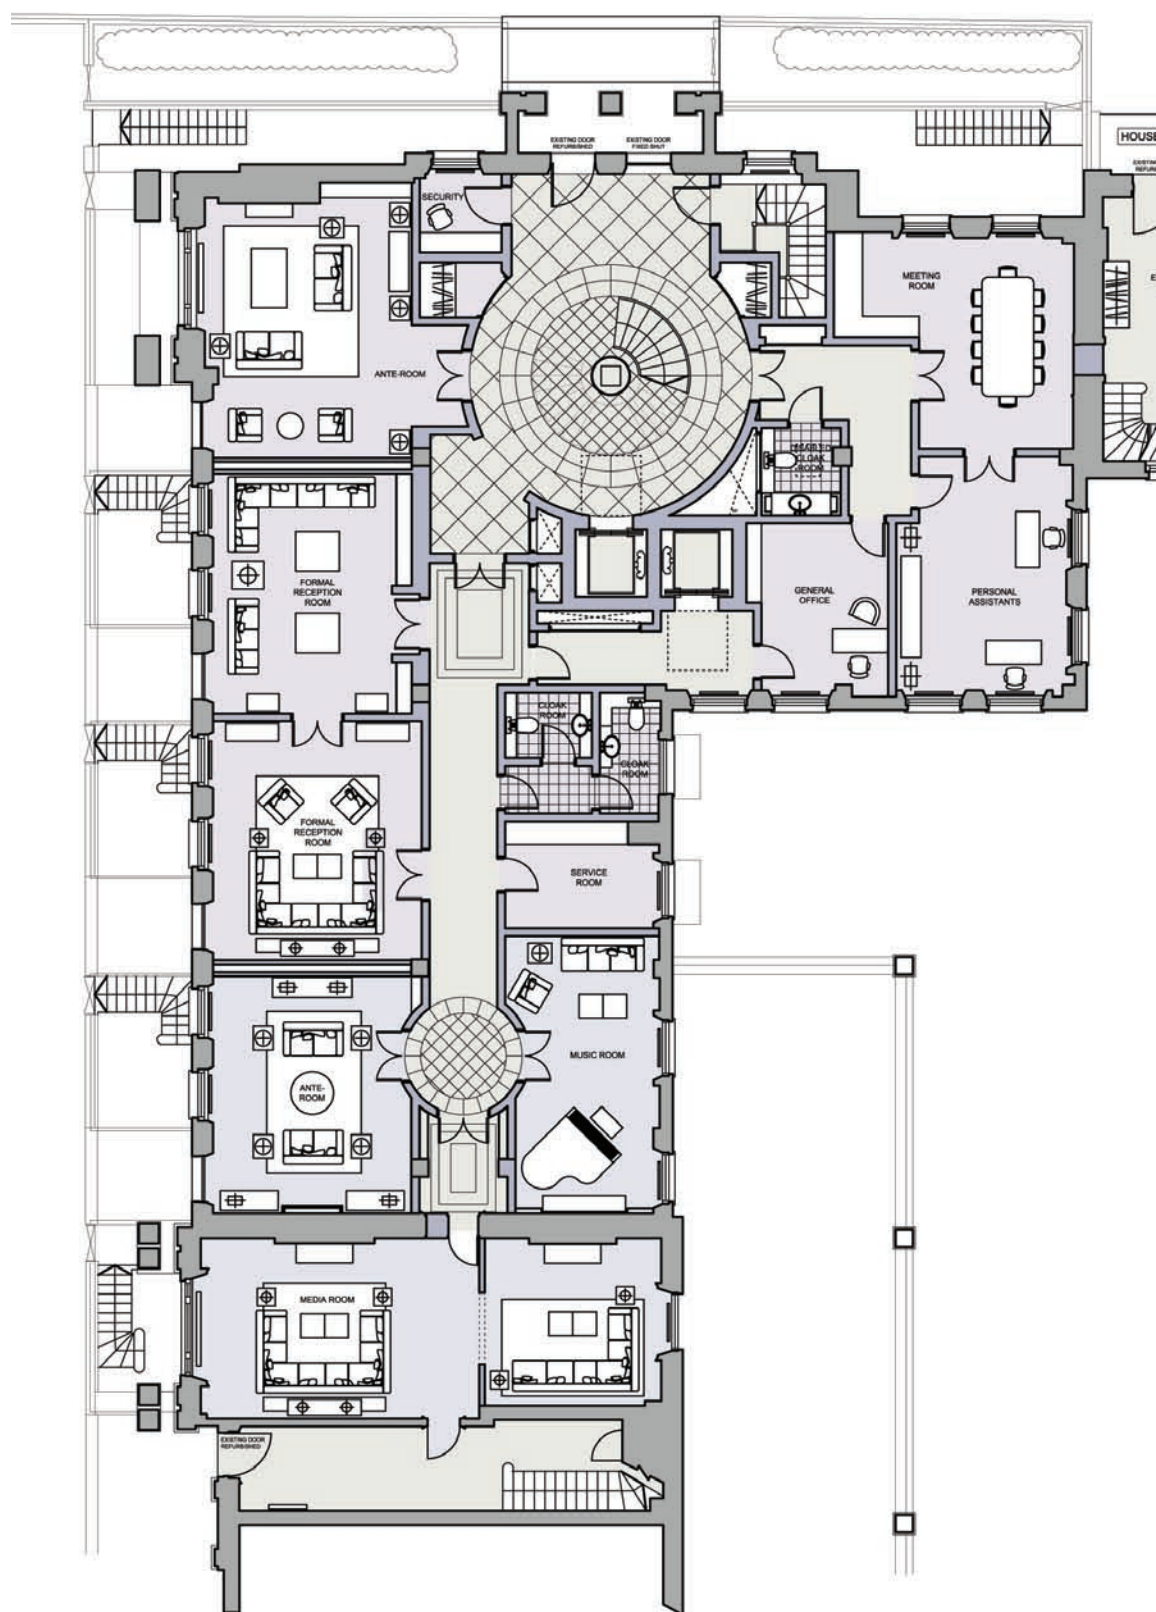 EXISTING DOOR
REFURBISHED
EXISTING DOOR
FIXED SHUT
HOUSE
SECURITY
MEETING
ROOM
ANTE-ROOM
CLOAK
ROOM
FORMAL
RECEPTION
ROOM
GENERAL
OFFICE
PERSONAL
ASSISTANTS
CLOAK
ROOM
CLOAK
ROOM
FORMAL
RECEPTION
ROOM
SERVICE
ROOM
MUSIC ROOM
ANTE-
ROOM
MEDIA ROOM
EXISTING DOOR
REFURBISHED